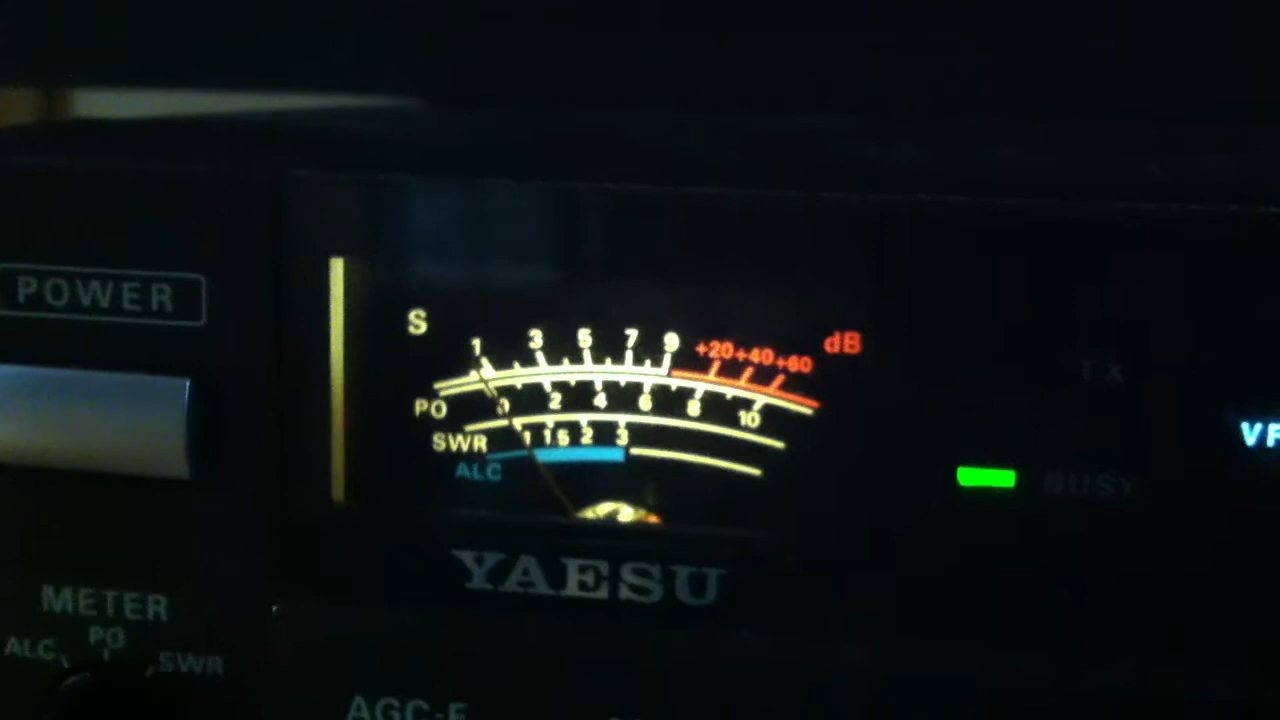 POWER
S
1 3 5 7 9 +20 +40 +60 dB
PO 0 2 4 6 8 10
SWR 1 1.5 2 3
ALC
TX
VF
BUSY
YAESU
METER
ALC PO SWR
AGC-F